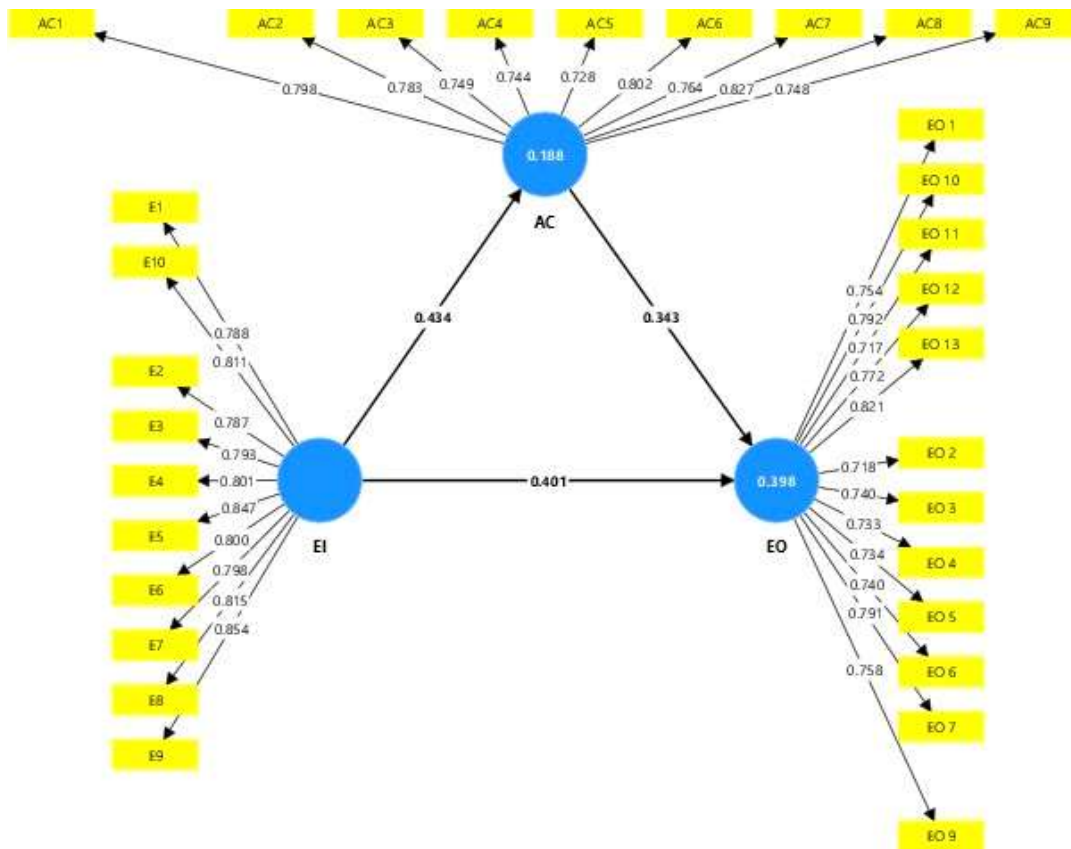 AC1 AC2 AC3 AC4 AC5 AC6 AC7 AC8 AC9
0.798 0.783 0.749 0.744 0.728 0.802 0.764 0.827 0.748
0.188
AC
E1
E10
E2
E3
E4
E5
E6
E7
E8
E9
0.788
0.811
0.787
0.793
0.801
0.847
0.800
0.798
0.815
0.854
EI
0.434
0.343
0.401
0.398
EO
0.754
0.792
0.717
0.772
0.821
0.718
0.740
0.733
0.734
0.740
0.791
0.758
EO 1
EO 10
EO 11
EO 12
EO 13
EO 2
EO 3
EO 4
EO 5
EO 6
EO 7
EO 9